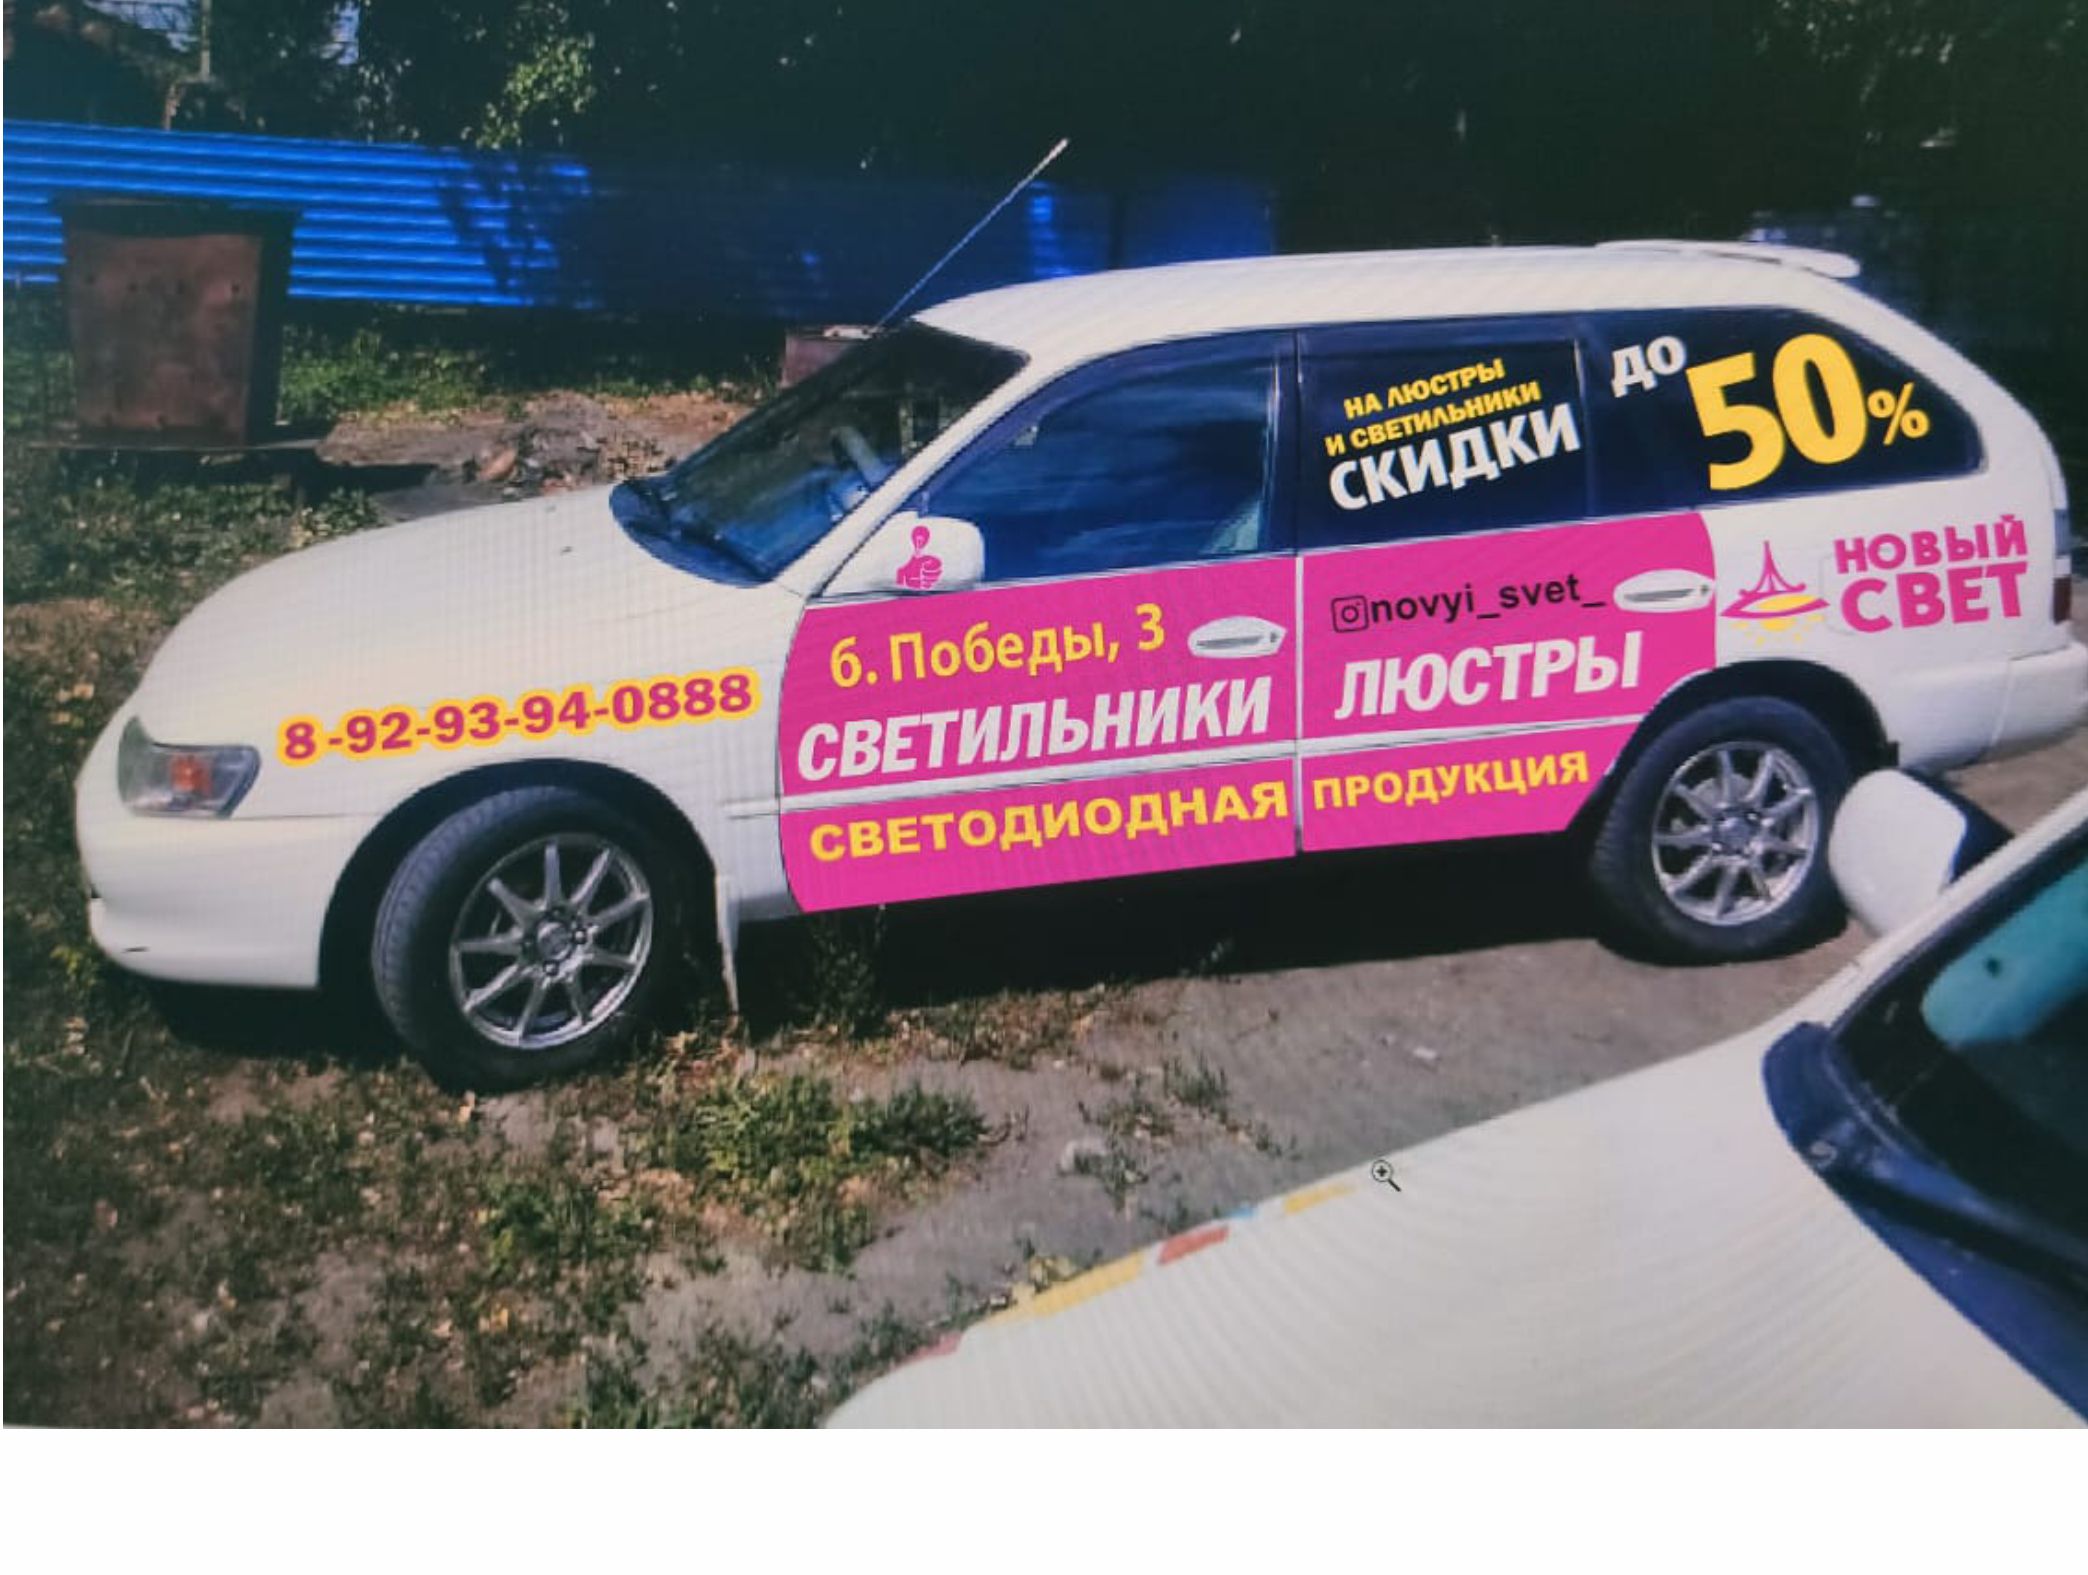 НА ЛЮСТРЫ
И СВЕТИЛЬНИКИ
СКИДКИ
ДО
50%
НОВЫЙ
СВЕТ
novyi_svet_
б. Победы, 3
СВЕТИЛЬНИКИ
ЛЮСТРЫ
8-92-93-94-0888
СВЕТОДИОДНАЯ ПРОДУКЦИЯ